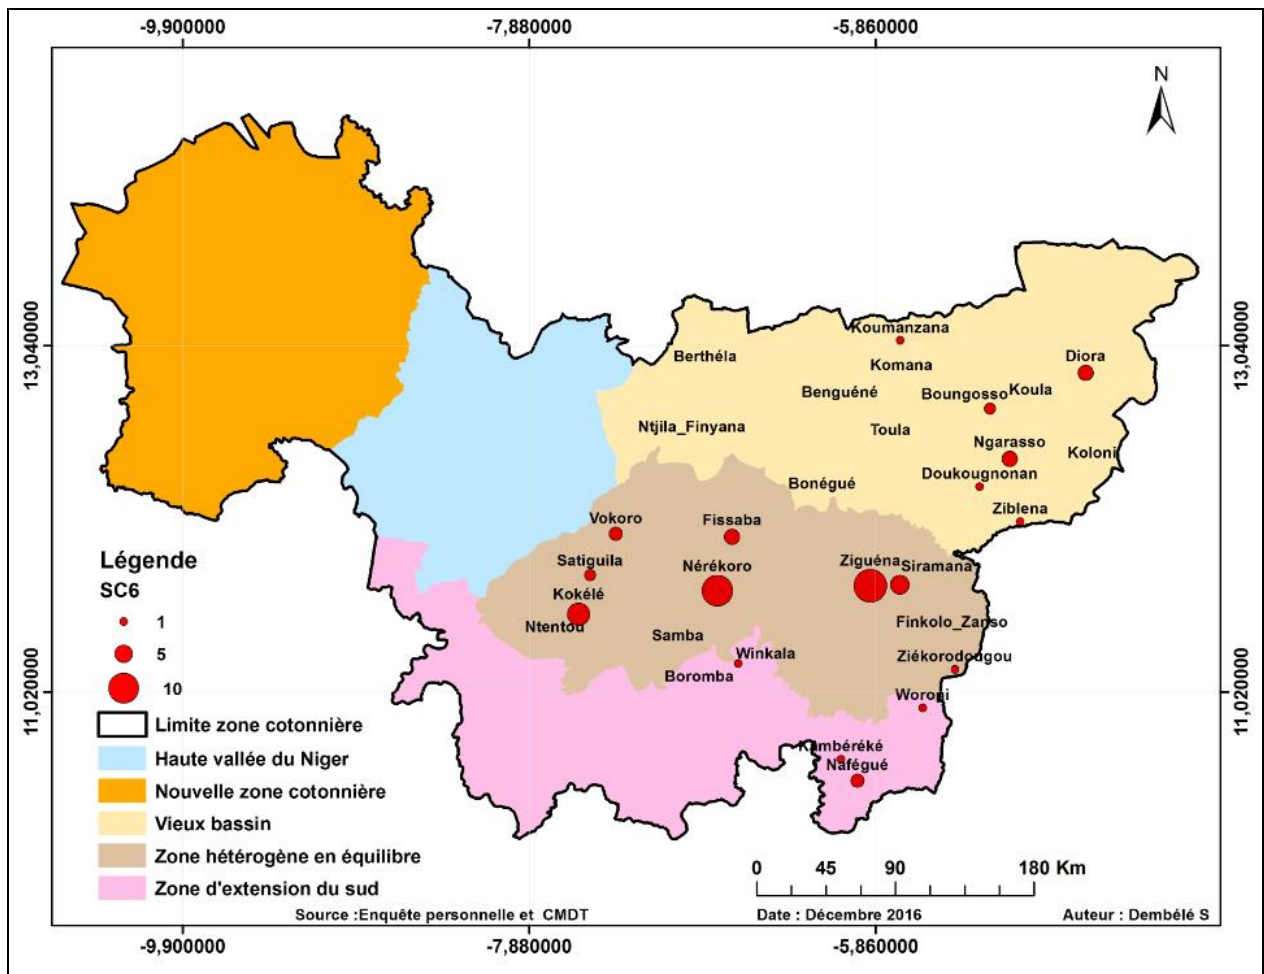 -9,900000 -7,880000 -5,860000
N
13,040000 13,040000
Koumanzana
Berthéla
Komana
Diora
Benguéné
Boungosso
Koula
Ntjila_Finyana
Toula
Ngarasso
Koloni
Doukougnonan
Bonégué
Ziblena
Vokoro
Fissaba
Satiguila
Nérékoro
Ziguéna
Siramana
Kokélé
Ntentou
Samba
Finkolo_Zanso
Winkala
Ziékorodougou
Boromba
Woroni
Kambéréké
Nafégué
11,020000 11,020000
Légende
SC6
1
5
10
Limite zone cotonnière
Haute vallée du Niger
Nouvelle zone cotonnière
Vieux bassin
Zone hétérogène en équilibre
Zone d'extension du sud
0 45 90 180 Km
Source :Enquête personnelle et CMDT
Date : Décembre 2016
Auteur : Dembélé S
-9,900000 -7,880000 -5,860000